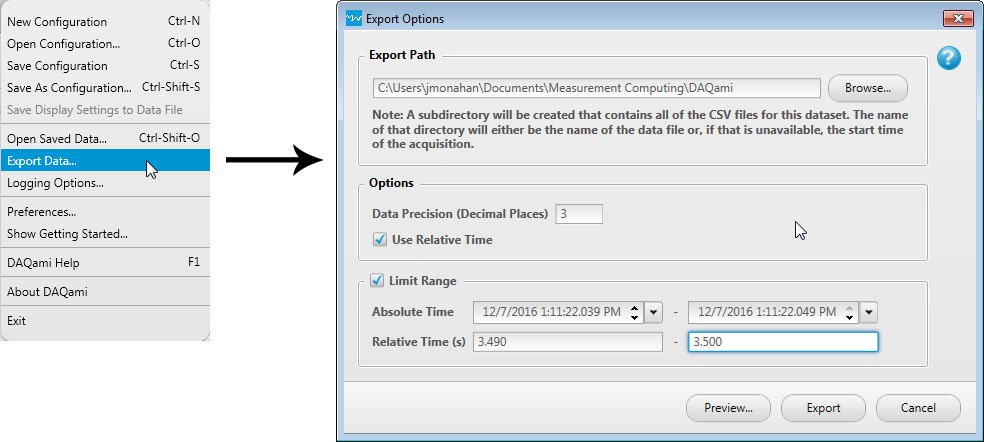 New Configuration Ctrl-N
Open Configuration... Ctrl-O
Save Configuration Ctrl-S
Save As Configuration... Ctrl-Shift-S
Save Display Settings to Data File
Open Saved Data... Ctrl-Shift-O
Export Data...
Logging Options...
Preferences...
Show Getting Started...
DAQami Help F1
About DAQami
Exit
Export Options
Export Path
C:\Users\jmonahan\Documents\Measurement Computing\DAQami
Browse...
Note: A subdirectory will be created that contains all of the CSV files for this dataset. The name
of that directory will either be the name of the data file or, if that is unavailable, the start time
of the acquisition.
Options
Data Precision (Decimal Places) 3
Use Relative Time
Limit Range
Absolute Time 12/7/2016 1:11:22.039 PM - 12/7/2016 1:11:22.049 PM
Relative Time (s) 3.490 - 3.500
Preview... Export Cancel